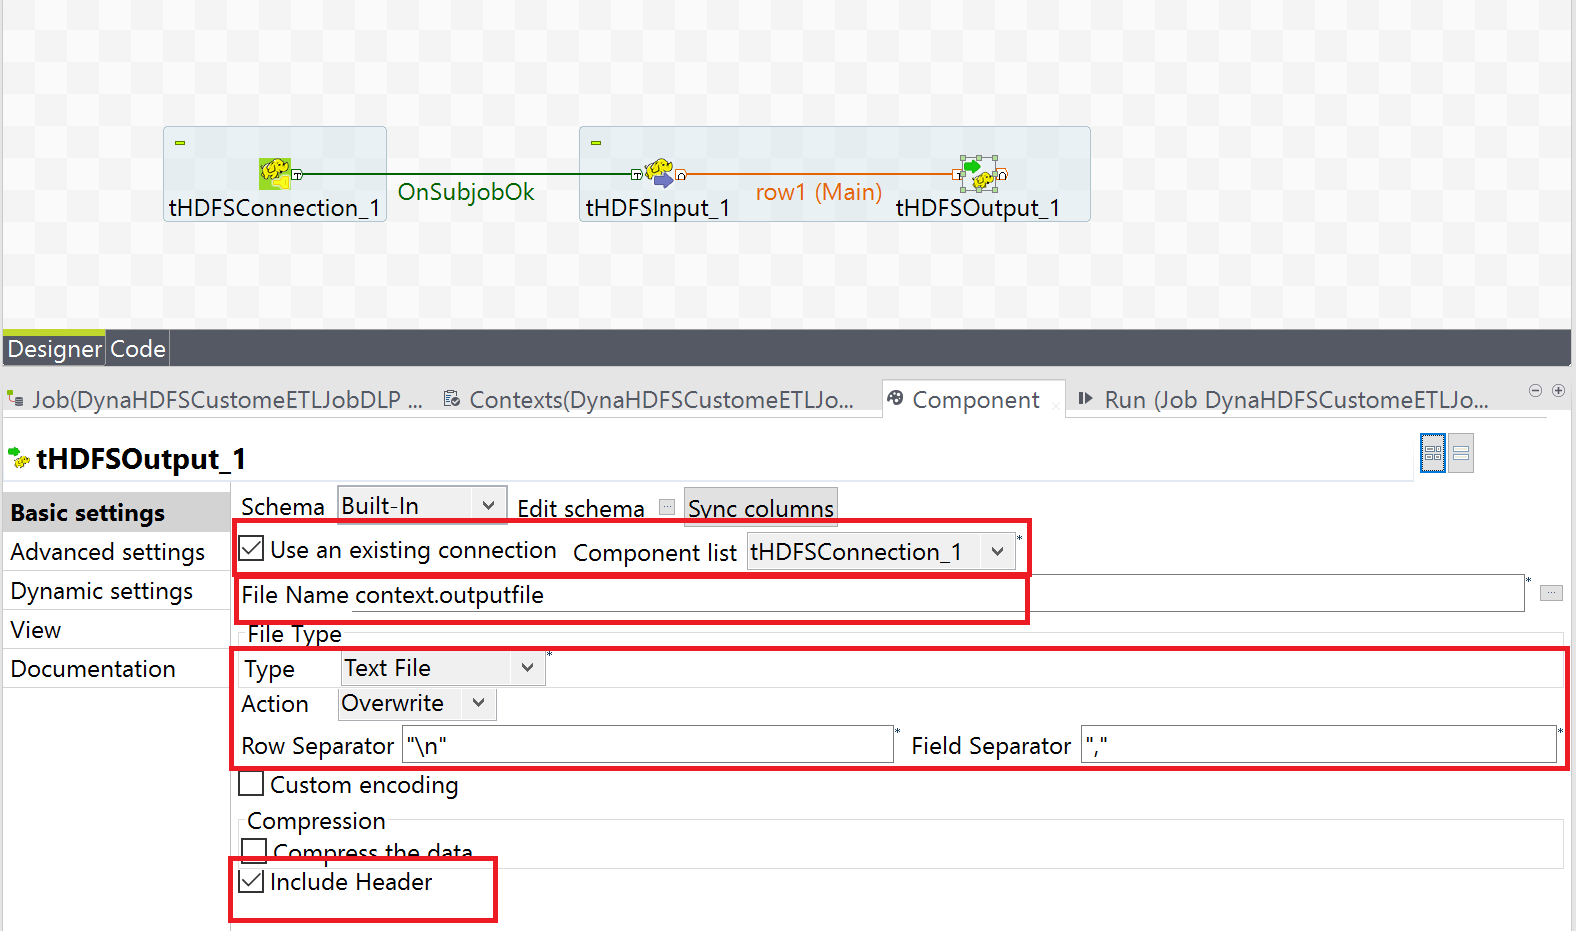 OnSubjobOk
row1 (Main)
tHDFSConnection_1
tHDFSInput_1
tHDFSOutput_1
Designer Code
Job(DynaHDFSCustomeETLJobDLP ... Contexts(DynaHDFSCustomeETLJo... Component Run (Job DynaHDFSCustomeETLJo...
tHDFSOutput_1
Basic settings
Advanced settings
Dynamic settings
View
Documentation
Schema Built-In Edit schema ... Sync columns
Use an existing connection Component list tHDFSConnection_1 *
File Name context.outputfile * ...
File Type
Type Text File *
Action Overwrite
Row Separator "\n" * Field Separator "," *
Custom encoding
Compression
Compress the data
Include Header